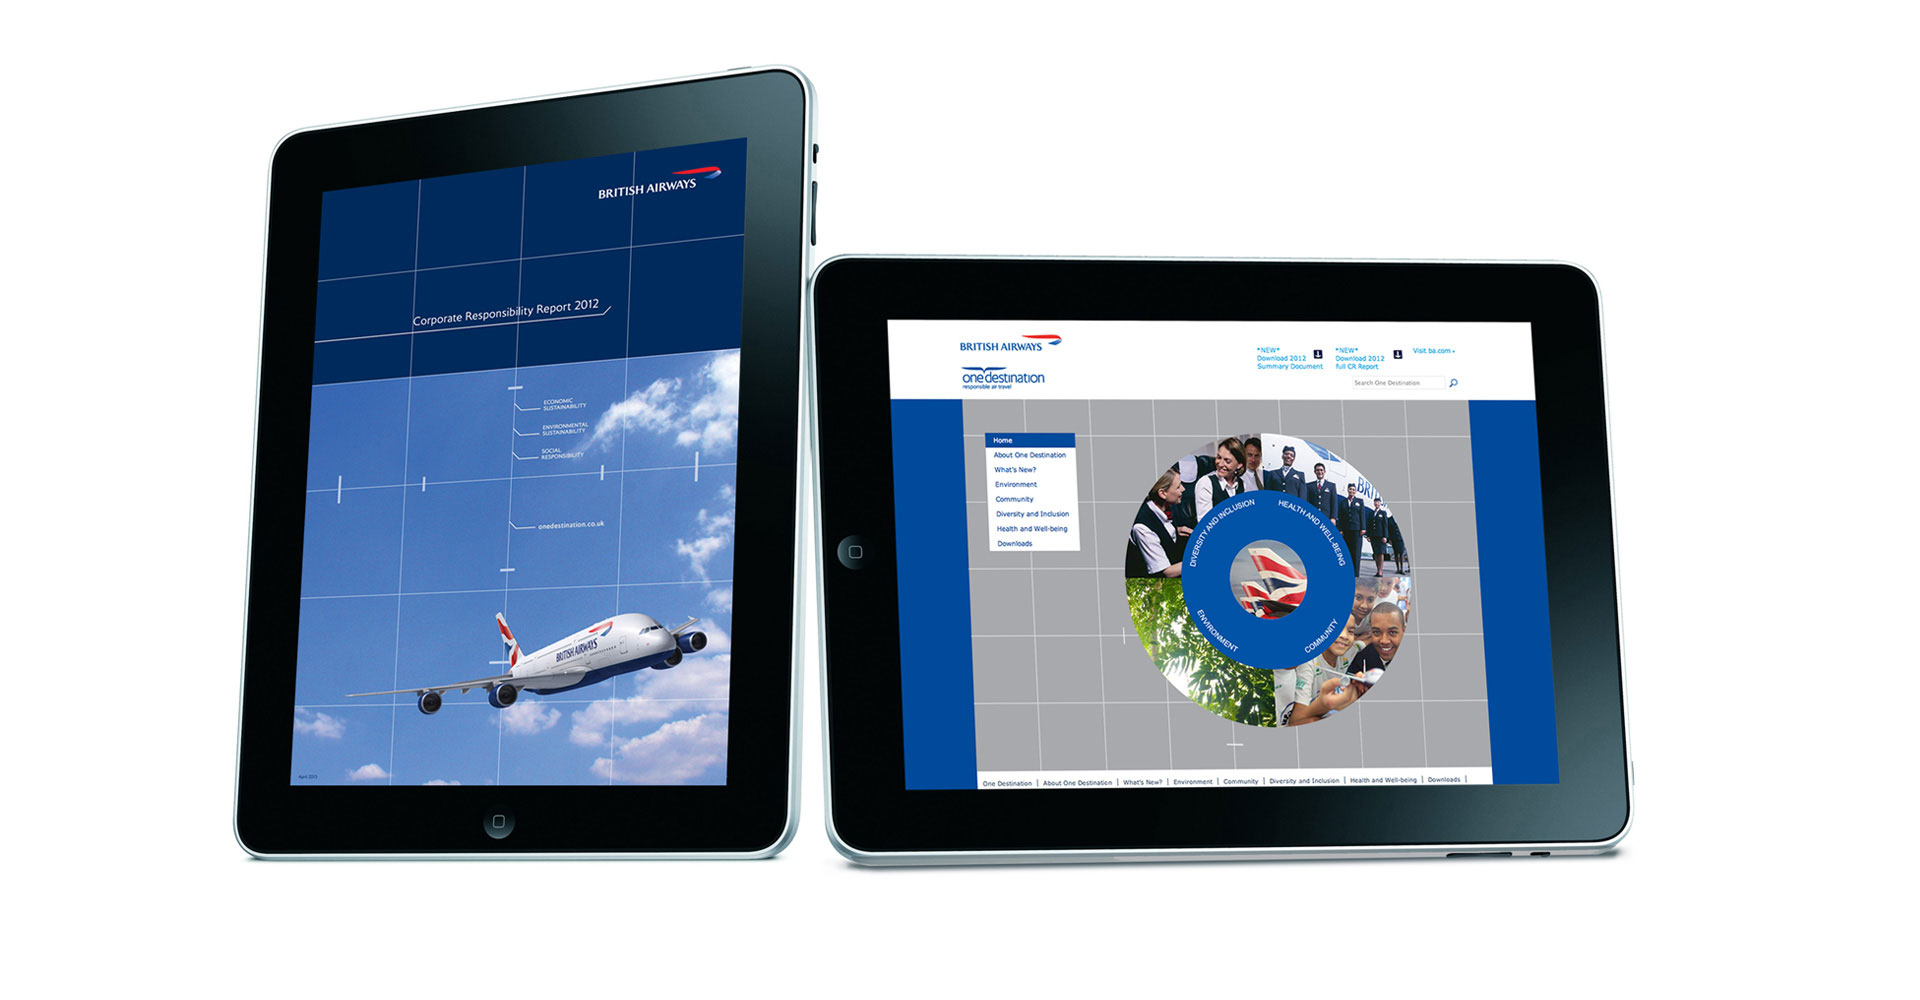 BRITISH AIRWAYS
Corporate Responsibility Report 2012
ECONOMIC
SUSTAINABILITY
ENVIRONMENTAL
SUSTAINABILITY
SOCIAL
RESPONSIBILITY
onedestination.co.uk
BRITISH AIRWAYS
April 2013
BRITISH AIRWAYS
onedestination
responsible air travel
*NEW*
Download 2012
Summary Document
*NEW*
Download 2012
full CR Report
Visit ba.com
Search One Destination
Home
About One Destination
What's New?
Environment
Community
Diversity and Inclusion
Health and Well-being
Downloads
DIVERSITY AND INCLUSION
HEALTH AND WELL-BEING
ENVIRONMENT
COMMUNITY
BRI
One Destination | About One Destination | What's New? | Environment | Community | Diversity and Inclusion | Health and Well-being | Downloads |